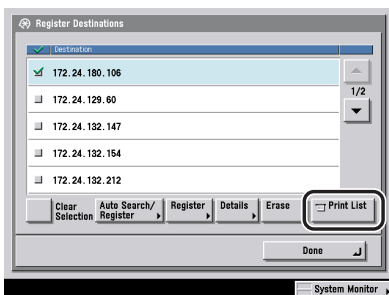 Register Destinations
Destination
172.24.180.106
172.24.129.60
1/2
172.24.132.147
172.24.132.154
172.24.132.212
Clear Selection
Auto Search/ Register
Register
Details
Erase
Print List
Done
System Monitor